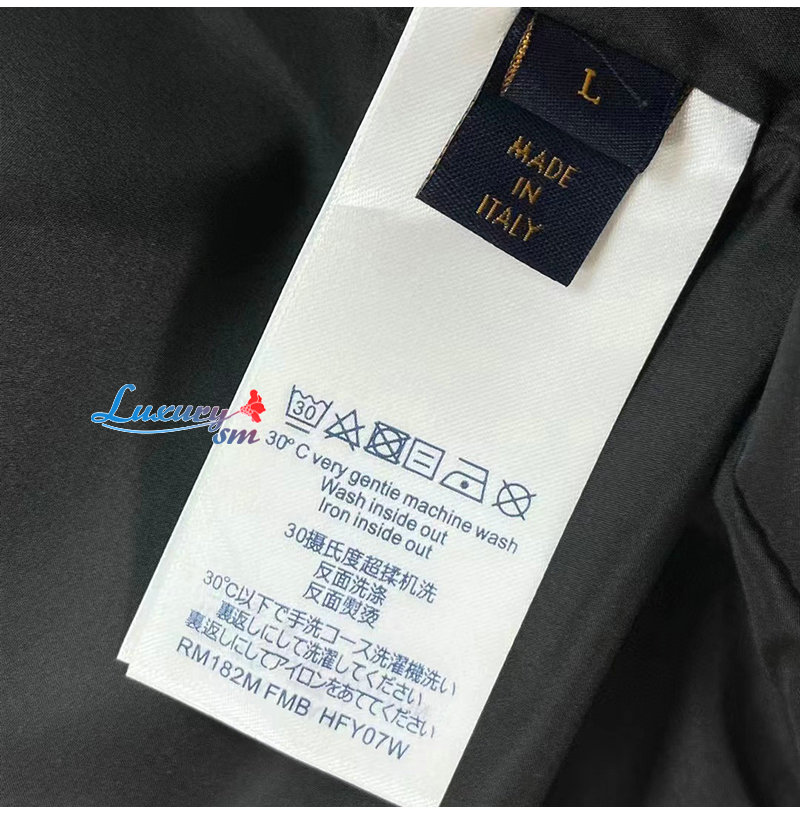 L
MADE
IN
ITALY
Luxury
sm
30
30°C very gentie machine wash
Wash inside out
Iron inside out
30摄氏度超揉机洗
反面洗涤
反面熨烫
30℃以下で手洗コース洗濯機洗い
裏返しにして洗濯してください
裏返しにしてアイロンをあててください
RM182M FMB HFY07W